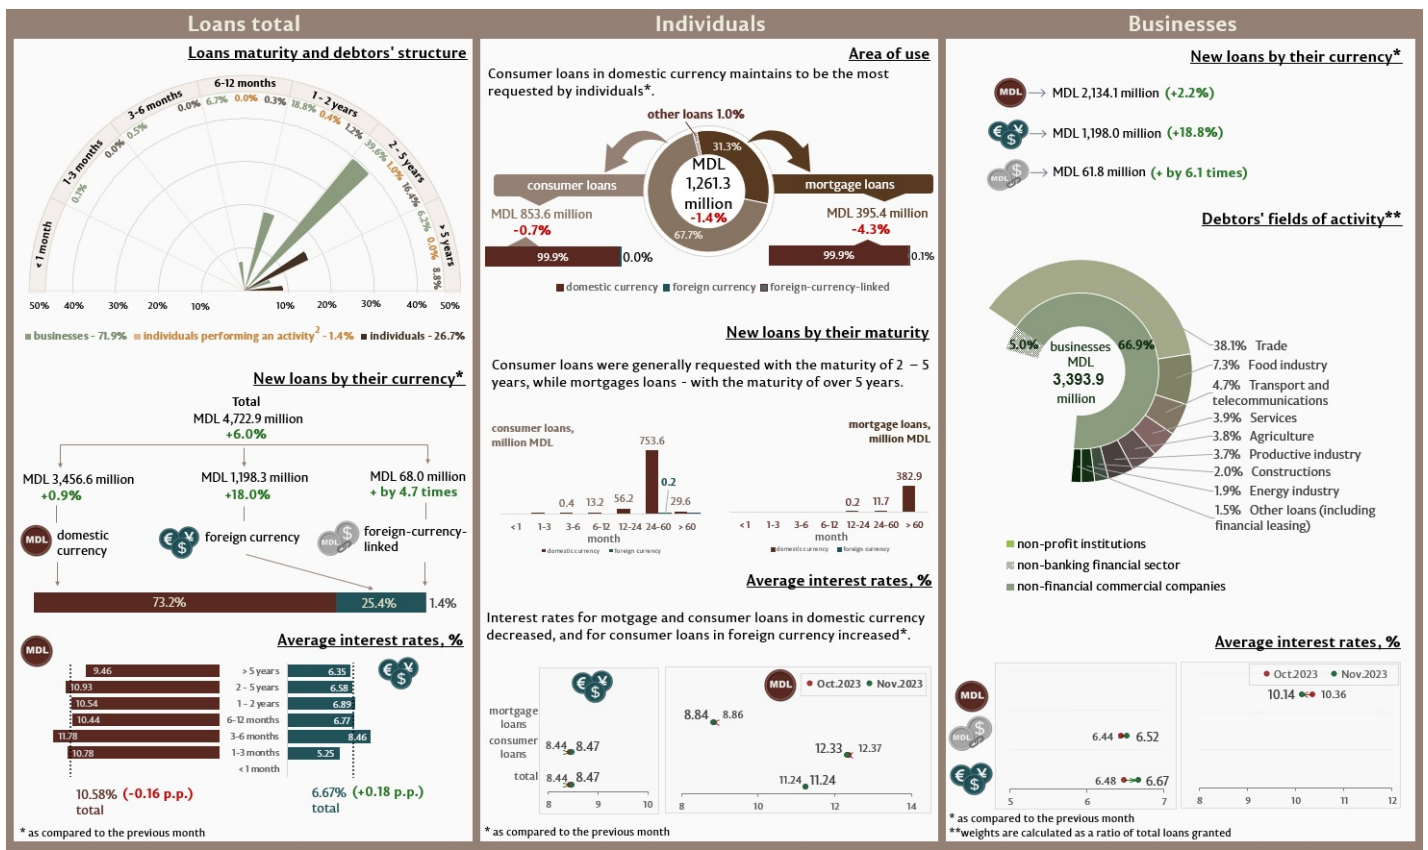 Loans total
Loans maturity and debtors' structure
< 1 month
1-3 months
3-6 months
6-12 months
1 - 2 years
2 - 5 years
> 5 years
0.1%
0.0%
0.5%
0.0%
6.7%
0.0%
0.3%
18.8%
0.4%
1.2%
39.6%
1.0%
16.4%
6.2%
0.0%
8.8%
50% 40% 30% 20% 10% 10% 20% 30% 40% 50%
businesses - 71.9% individuals performing an activity2 - 1.4% individuals - 26.7%
New loans by their currency*
Total
MDL 4,722.9 million
+6.0%
MDL 3,456.6 million
+0.9%
MDL 1,198.3 million
+18.0%
MDL 68.0 million
+ by 4.7 times
MDL domestic currency
€ ¥ $ foreign currency
MDL $ foreign-currency-linked
73.2% 25.4% 1.4%
Average interest rates, %
MDL
€ ¥ $
9.46 > 5 years 6.35
10.93 2 - 5 years 6.58
10.54 1 - 2 years 6.89
10.44 6-12 months 6.77
11.78 3-6 months 8.46
10.78 1-3 months 5.25
< 1 month
10.58% (-0.16 p.p.)
total
6.67% (+0.18 p.p.)
total
* as compared to the previous month
Individuals
Area of use
Consumer loans in domestic currency maintains to be the most
requested by individuals*.
other loans 1.0%
31.3%
MDL
1,261.3
million
-1.4%
67.7%
consumer loans
MDL 853.6 million
-0.7%
99.9% 0.0%
mortgage loans
MDL 395.4 million
-4.3%
99.9% 0.1%
domestic currency foreign currency foreign-currency-linked
New loans by their maturity
Consumer loans were generally requested with the maturity of 2 – 5
years, while mortgages loans - with the maturity of over 5 years.
consumer loans,
million MDL
753.6
0.2
0.4 13.2 56.2 29.6
< 1 1-3 3-6 6-12 12-24 24-60 > 60
month
domestic currency foreign currency
mortgage loans,
million MDL
382.9
0.2 11.7
< 1 1-3 3-6 6-12 12-24 24-60 > 60
month
domestic currency foreign currency
Average interest rates, %
Interest rates for motgage and consumer loans in domestic currency
decreased, and for consumer loans in foreign currency increased*.
€ ¥ $
MDL
Oct.2023 Nov.2023
mortgage
loans
8.84 8.86
consumer
loans
8.44 8.47
12.33 12.37
total
8.44 8.47
11.24 11.24
8 9 10
8 10 12 14
* as compared to the previous month
Businesses
New loans by their currency*
MDL MDL 2,134.1 million (+2.2%)
€ ¥ $ MDL 1,198.0 million (+18.8%)
MDL $ MDL 61.8 million (+ by 6.1 times)
Debtors' fields of activity**
5.0%
businesses
MDL
3,393.9
million
66.9%
38.1% Trade
7.3% Food industry
4.7% Transport and
telecommunications
3.9% Services
3.8% Agriculture
3.7% Productive industry
2.0% Constructions
1.9% Energy industry
1.5% Other loans (including
financial leasing)
non-profit institutions
non-banking financial sector
non-financial commercial companies
Average interest rates, %
Oct.2023 Nov.2023
MDL
10.14 10.36
MDL $
6.44 6.52
€ ¥ $
6.48 6.67
5 6 7
8 9 10 11 12
* as compared to the previous month
**weights are calculated as a ratio of total loans granted